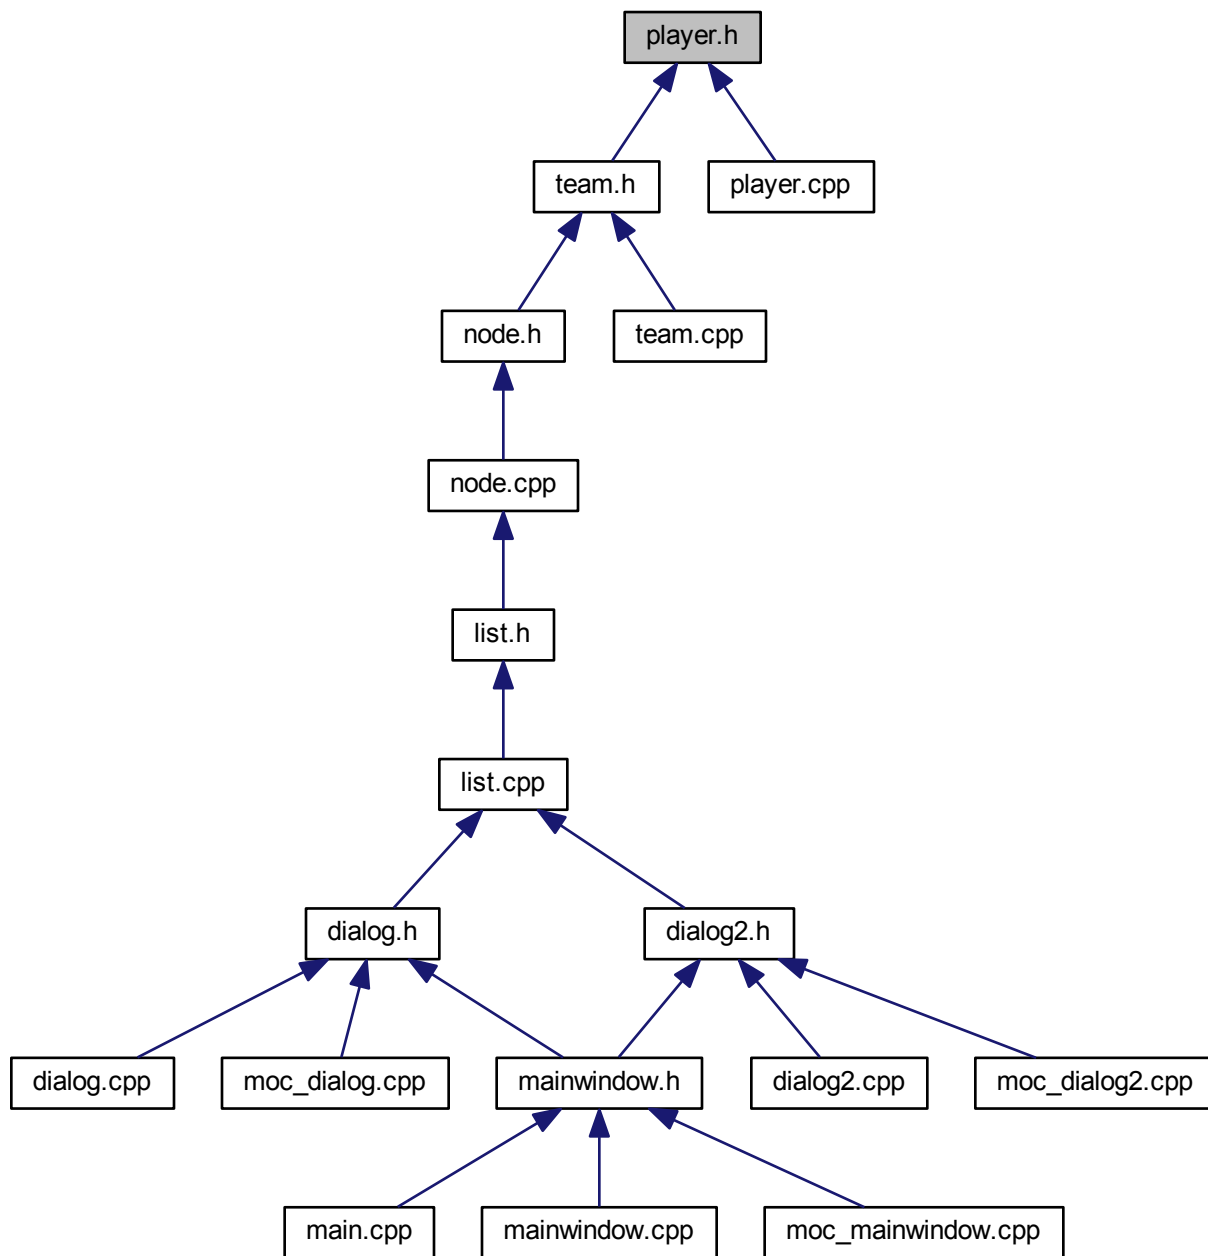 player.h
team.h
player.cpp
node.h
team.cpp
node.cpp
list.h
list.cpp
dialog.h
dialog2.h
dialog.cpp
moc_dialog.cpp
mainwindow.h
dialog2.cpp
moc_dialog2.cpp
main.cpp
mainwindow.cpp
moc_mainwindow.cpp